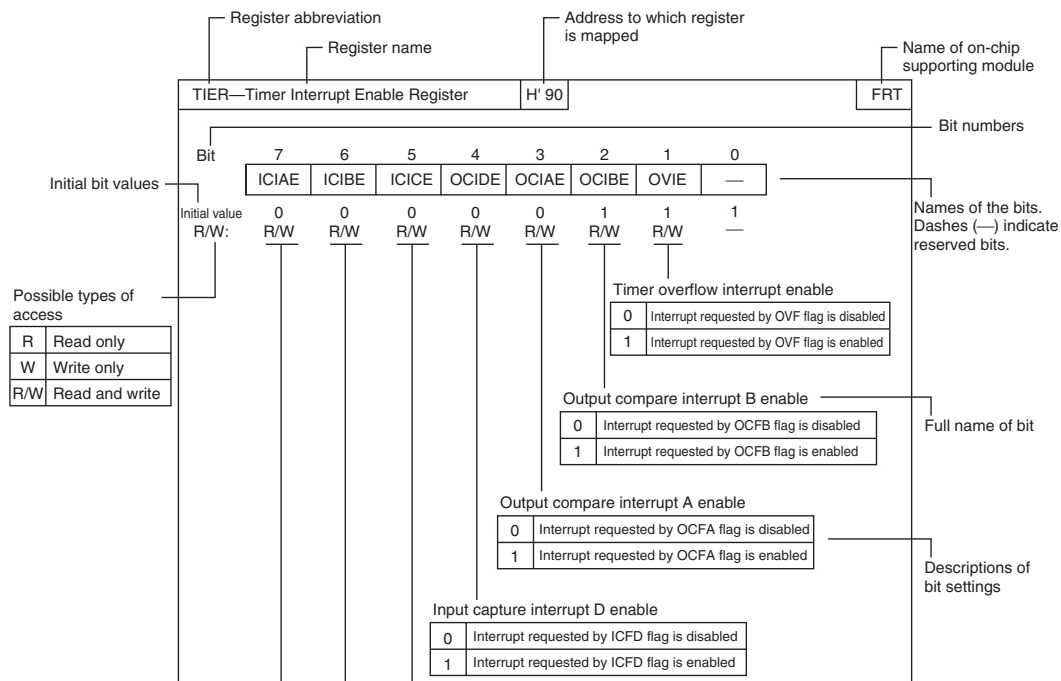 Register abbreviation
Register name
Address to which register
is mapped
Name of on-chip
supporting module
TIER—Timer Interrupt Enable Register
H' 90
FRT
Bit numbers
Bit 7 6 5 4 3 2 1 0
ICIAE ICIBE ICICE OCIDE OCIAE OCIBE OVIE —
Initial bit values
Initial value 0 0 0 0 0 1 1 1
R/W: R/W R/W R/W R/W R/W R/W R/W —
Names of the bits.
Dashes (—) indicate
reserved bits.
Possible types of
access
R Read only
W Write only
R/W Read and write
Timer overflow interrupt enable
0 Interrupt requested by OVF flag is disabled
1 Interrupt requested by OVF flag is enabled
Output compare interrupt B enable
0 Interrupt requested by OCFB flag is disabled
1 Interrupt requested by OCFB flag is enabled
Full name of bit
Output compare interrupt A enable
0 Interrupt requested by OCFA flag is disabled
1 Interrupt requested by OCFA flag is enabled
Descriptions of
bit settings
Input capture interrupt D enable
0 Interrupt requested by ICFD flag is disabled
1 Interrupt requested by ICFD flag is enabled